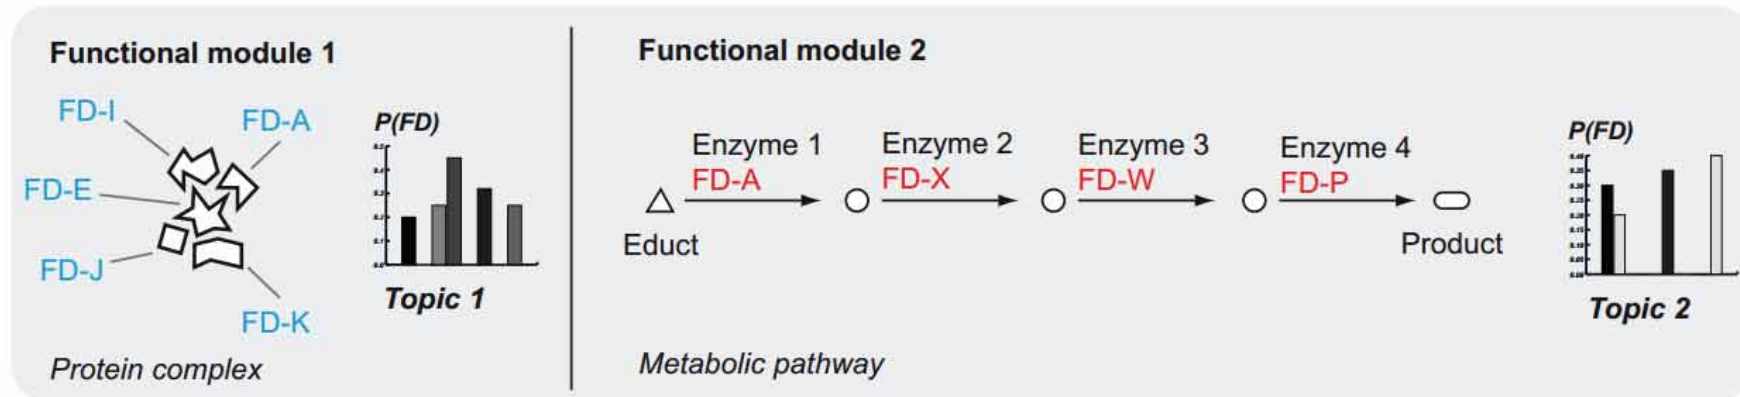 Functional module 1
FD-I
FD-A
FD-E
FD-J
FD-K
P(FD)
Topic 1
Protein complex
Functional module 2
Enzyme 1
FD-A
Enzyme 2
FD-X
Enzyme 3
FD-W
Enzyme 4
FD-P
Educt
Product
P(FD)
Topic 2
Metabolic pathway